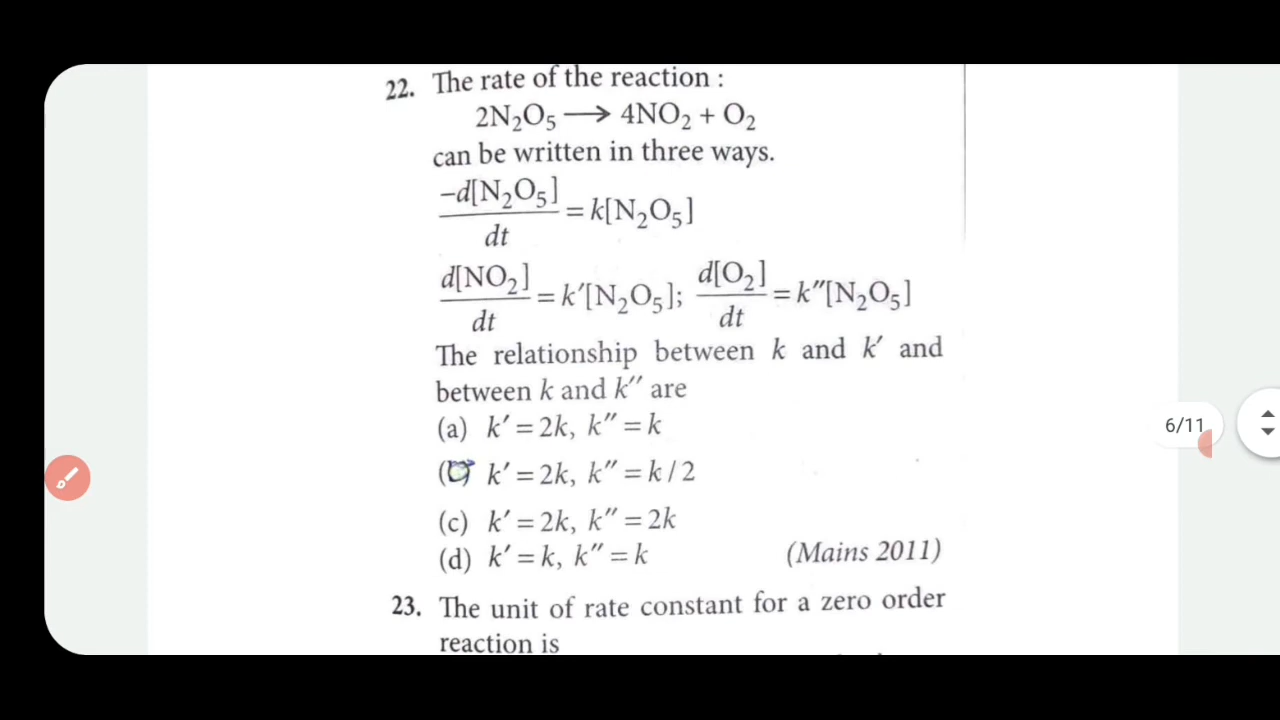 22. The rate of the reaction :
2N₂O₅ ⟶ 4NO₂ + O₂
can be written in three ways.
−d[N₂O₅]/dt = k[N₂O₅]
d[NO₂]/dt = k′[N₂O₅]; d[O₂]/dt = k″[N₂O₅]
The relationship between k and k′ and
between k and k″ are
(a) k′ = 2k, k″ = k
(b) k′ = 2k, k″ = k/2
(c) k′ = 2k, k″ = 2k
(d) k′ = k, k″ = k (Mains 2011)
6/11
23. The unit of rate constant for a zero order
reaction is